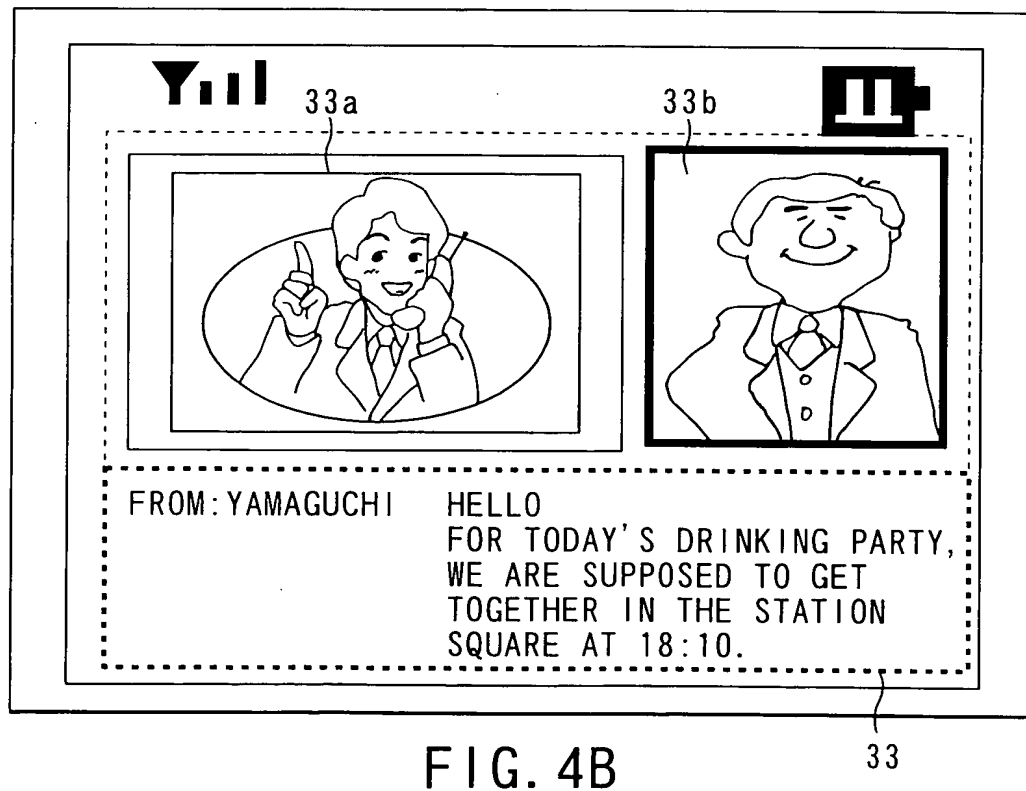 33a
33b
FROM:YAMAGUCHI
HELLO
FOR TODAY'S DRINKING PARTY,
WE ARE SUPPOSED TO GET
TOGETHER IN THE STATION
SQUARE AT 18:10.
33
FIG. 4B